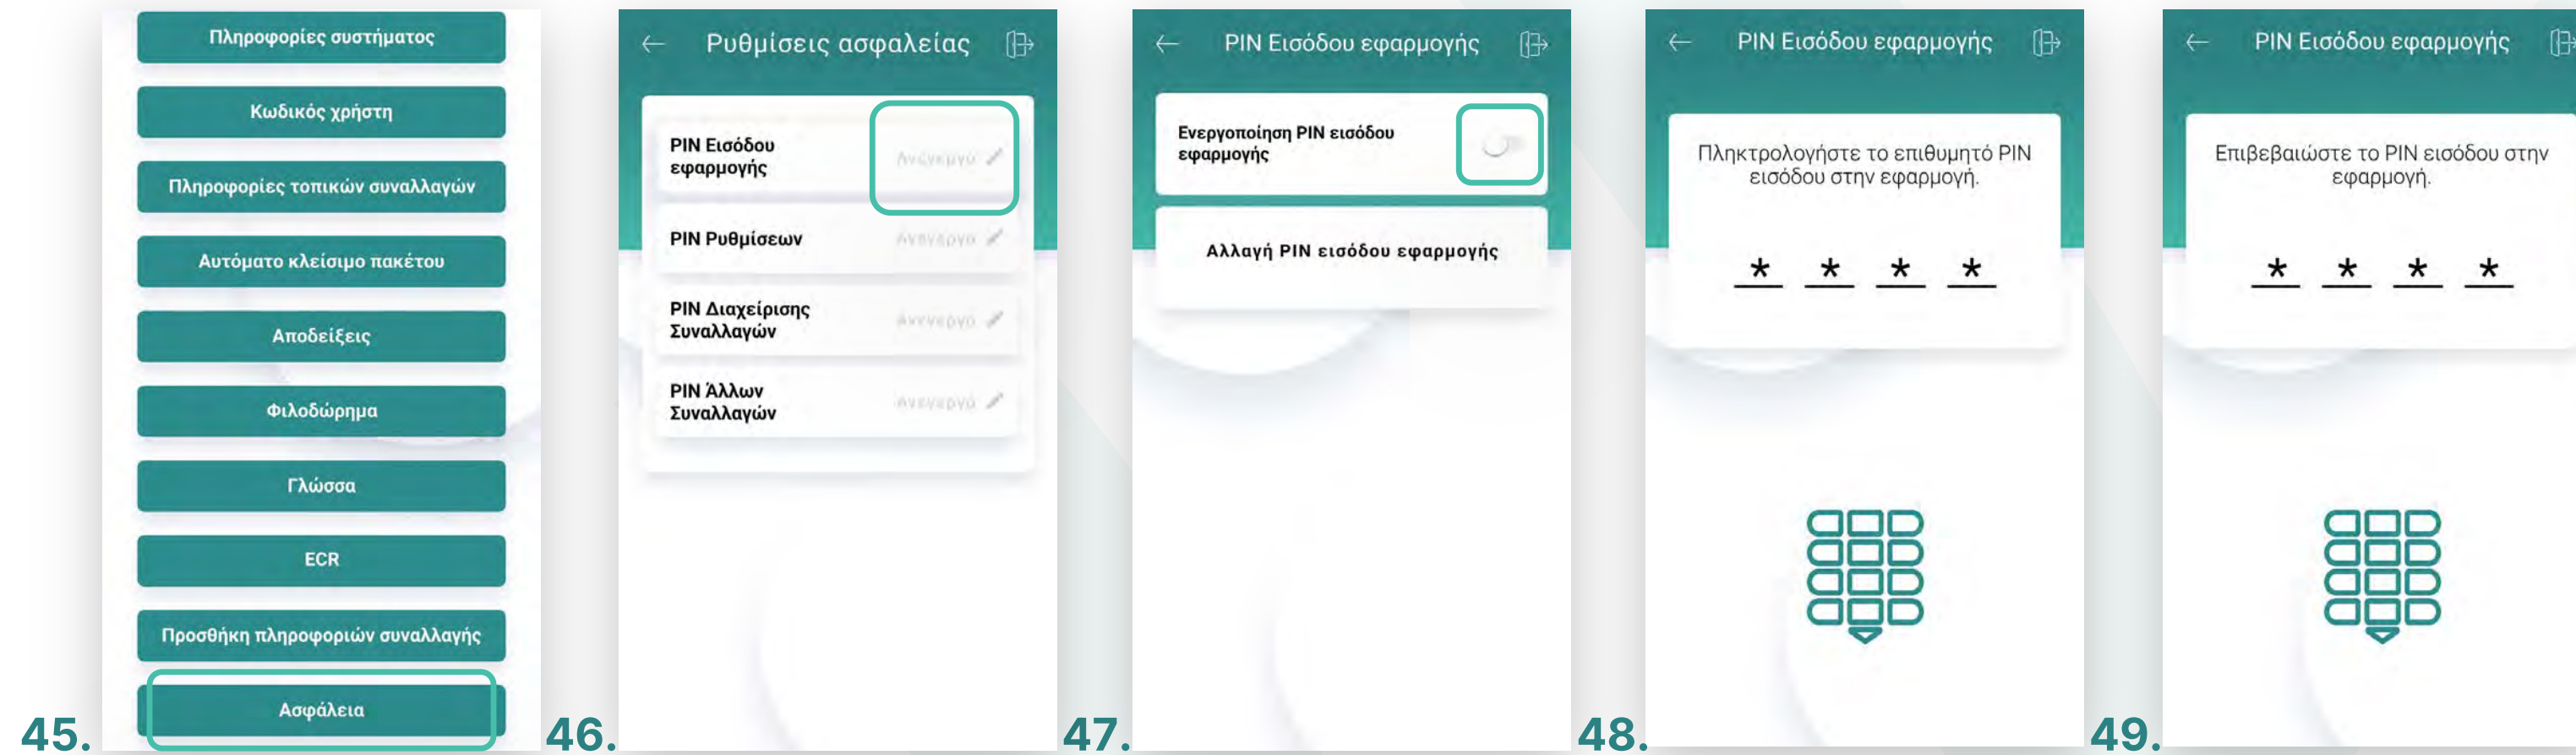 Πληροφορίες συστήματος
Κωδικός χρήστη
Πληροφορίες τοπικών συναλλαγών
Αυτόματο κλείσιμο πακέτου
Αποδείξεις
Φιλοδώρημα
Γλώσσα
ECR
Προσθήκη πληροφοριών συναλλαγής
Ασφάλεια
45.
Ρυθμίσεις ασφαλείας
PIN Εισόδου
εφαρμογής
PIN Ρυθμίσεων
PIN Διαχείρισης
Συναλλαγών
PIN Άλλων
Συναλλαγών
46.
PIN Εισόδου εφαρμογής
Ενεργοποίηση PIN εισόδου
εφαρμογής
Αλλαγή PIN εισόδου εφαρμογής
47.
PIN Εισόδου εφαρμογής
Πληκτρολογήστε το επιθυμητό PIN
εισόδου στην εφαρμογή.
* * * *
48.
PIN Εισόδου εφαρμογής
Επιβεβαιώστε το PIN εισόδου στην
εφαρμογή.
* * * *
49.